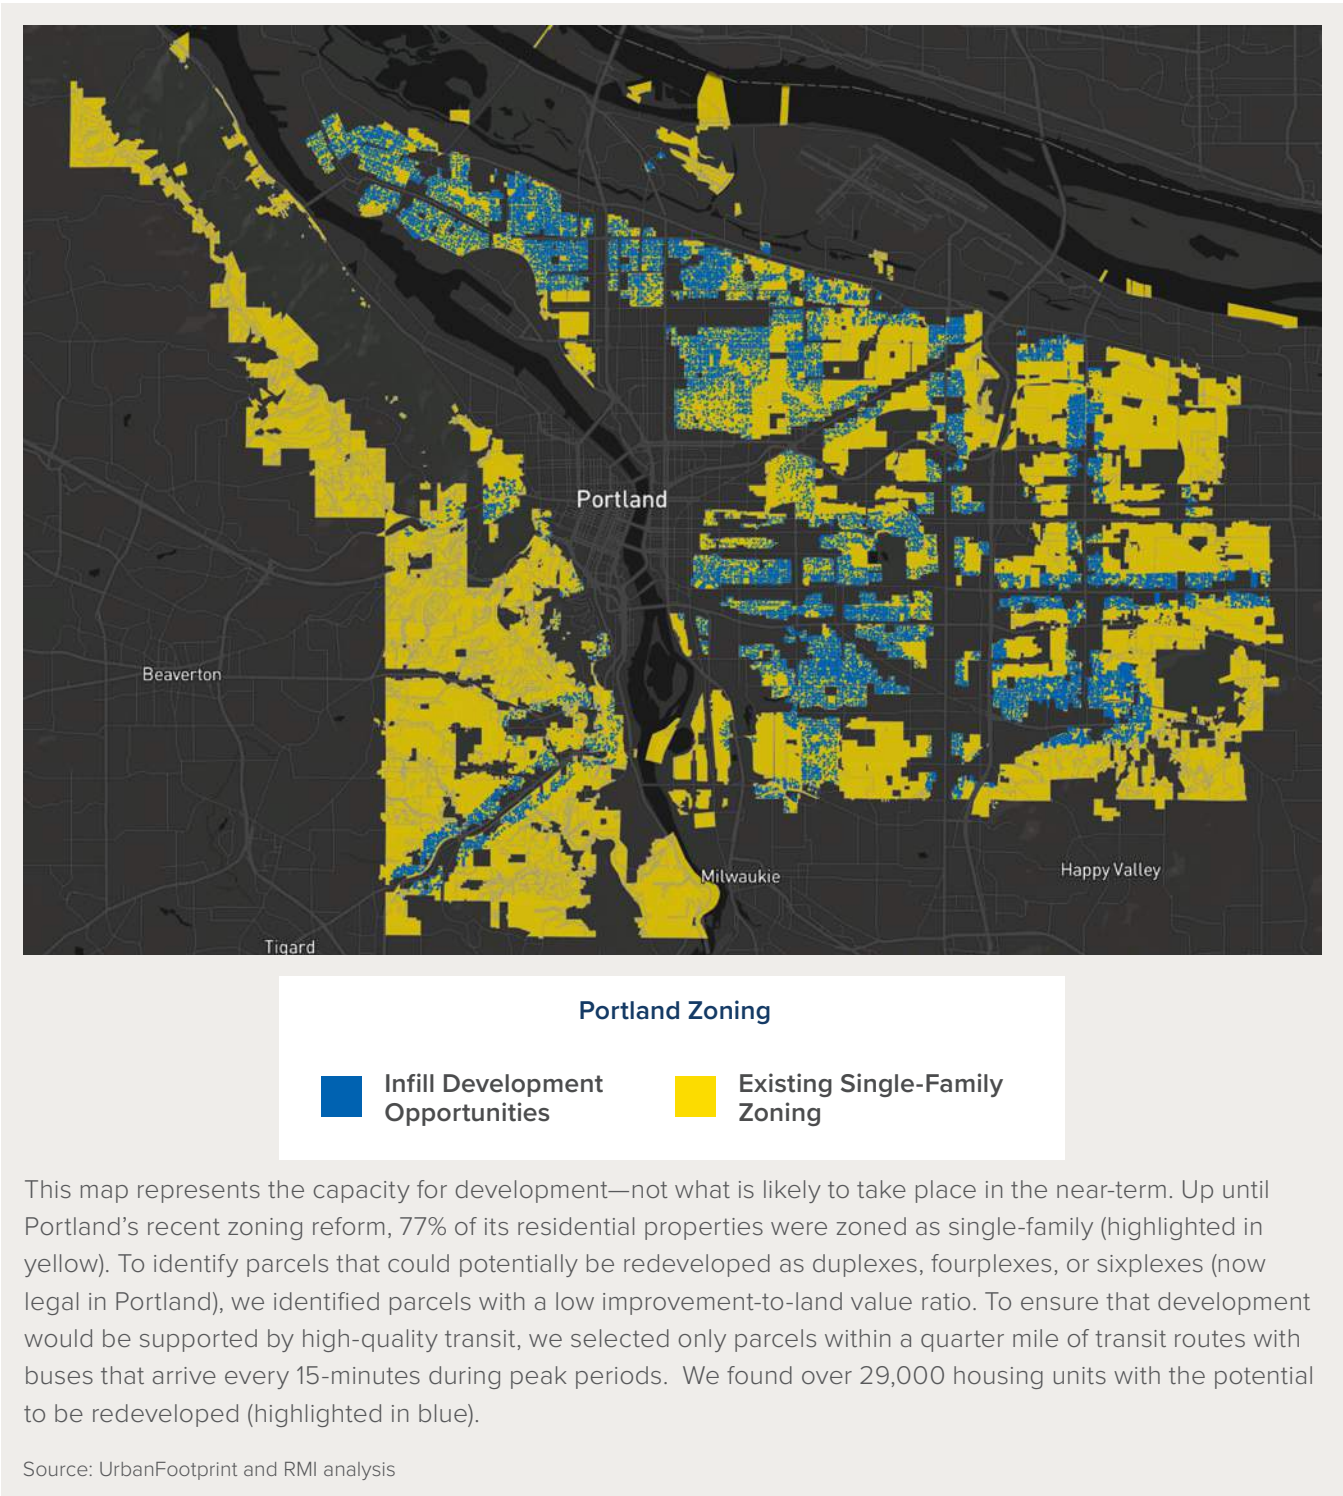 Portland
Beaverton
Milwaukie
Happy Valley
Tigard
Portland Zoning
Infill Development
Opportunities
Existing Single-Family
Zoning
This map represents the capacity for development—not what is likely to take place in the near-term. Up until
Portland’s recent zoning reform, 77% of its residential properties were zoned as single-family (highlighted in
yellow). To identify parcels that could potentially be redeveloped as duplexes, fourplexes, or sixplexes (now
legal in Portland), we identified parcels with a low improvement-to-land value ratio. To ensure that development
would be supported by high-quality transit, we selected only parcels within a quarter mile of transit routes with
buses that arrive every 15-minutes during peak periods.  We found over 29,000 housing units with the potential
to be redeveloped (highlighted in blue).
Source: UrbanFootprint and RMI analysis